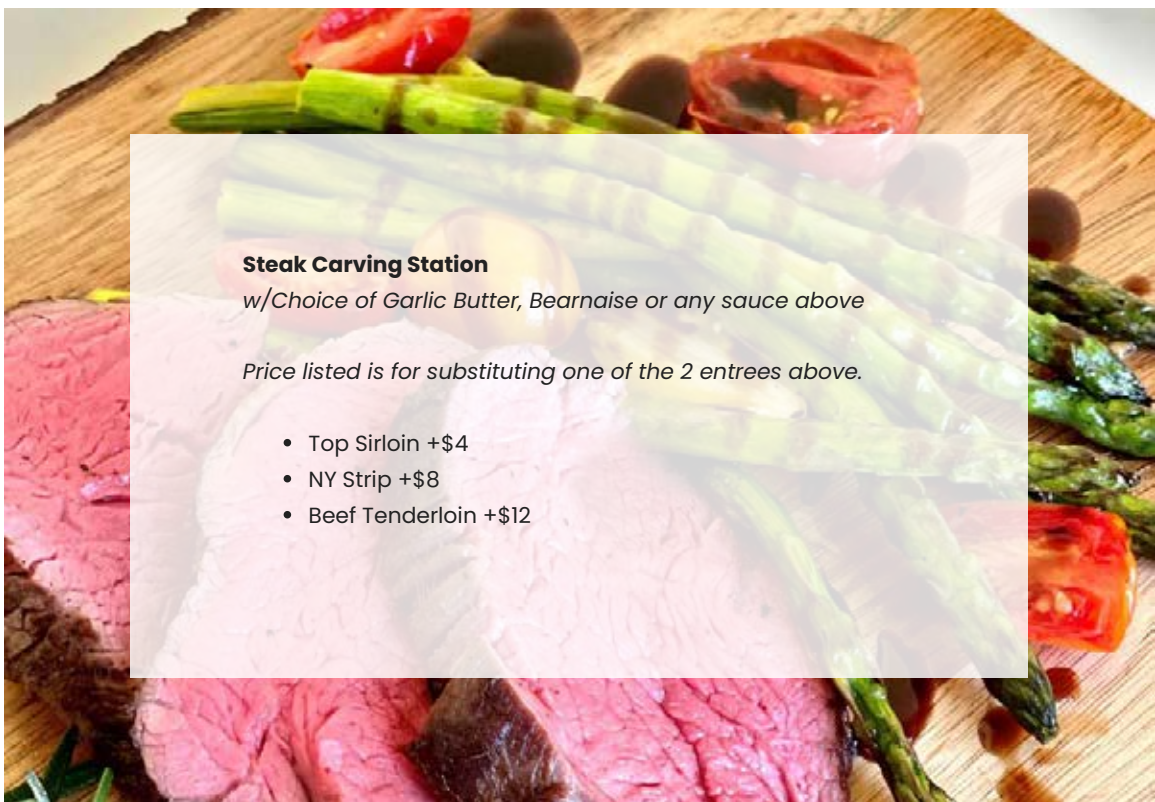 Steak Carving Station
w/Choice of Garlic Butter, Bearnaise or any sauce above
Price listed is for substituting one of the 2 entrees above.
• Top Sirloin +$4
• NY Strip +$8
• Beef Tenderloin +$12